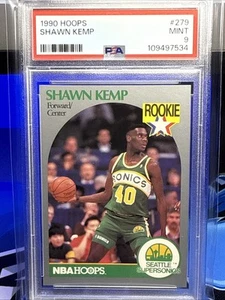 1990 HOOPS #279
SHAWN KEMP MINT
PSA 9
109497534
SHAWN KEMP
Forward/
Center
ROOKIE
SONICS
40
NBA HOOPS
SEATTLE
SUPERSONICS